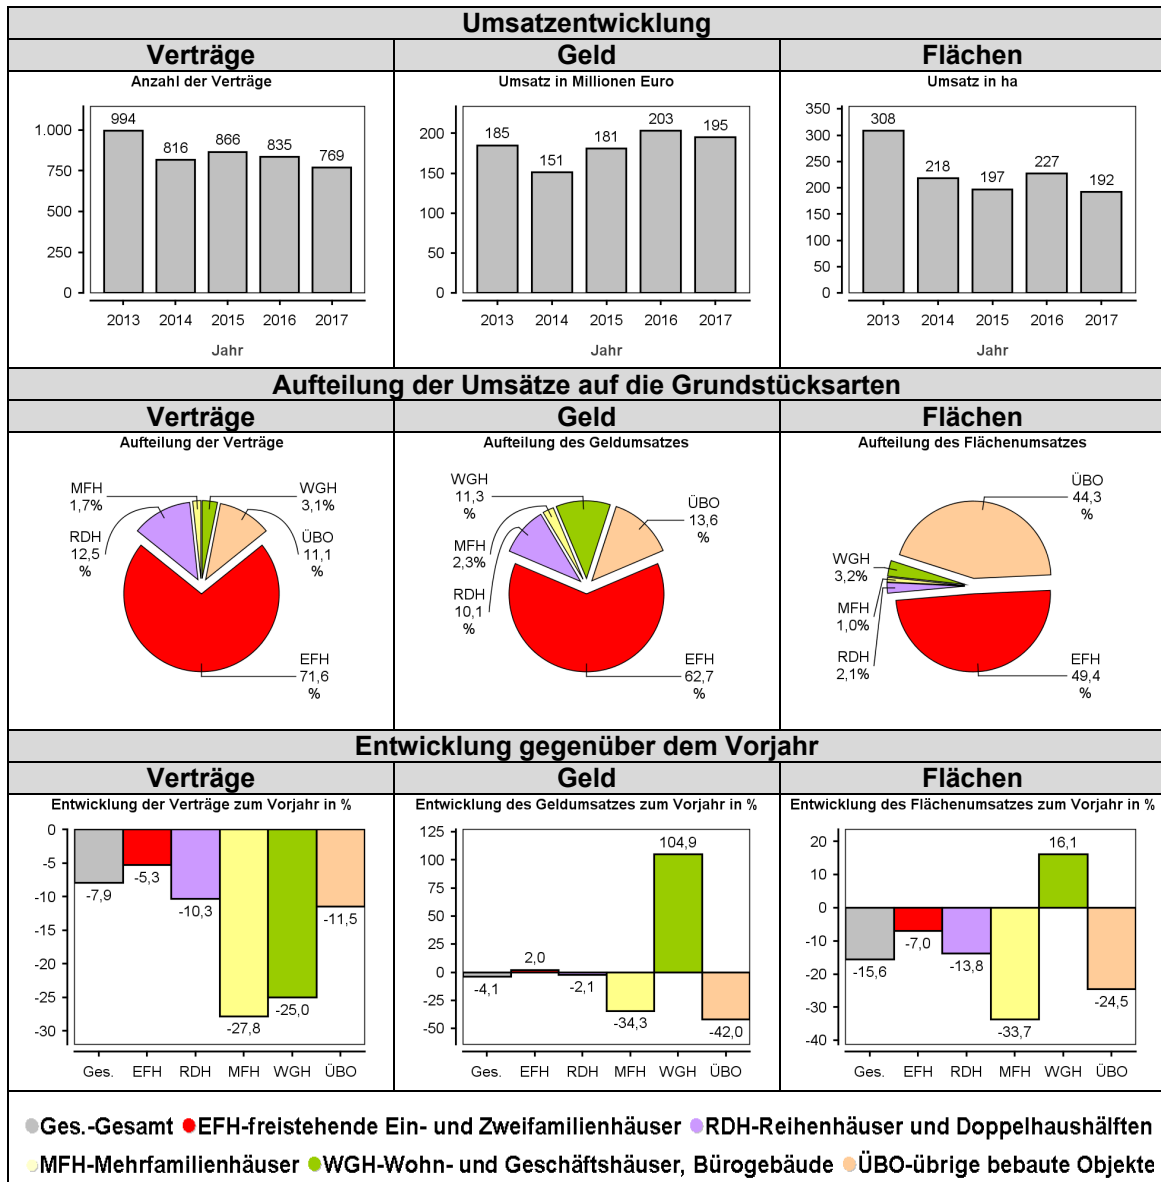 Umsatzentwicklung
Verträge
Geld
Flächen
Anzahl der Verträge
1.000
750
500
250
0
994
816
866
835
769
2013 2014 2015 2016 2017
Jahr
Umsatz in Millionen Euro
200
150
100
50
0
185
151
181
203
195
2013 2014 2015 2016 2017
Jahr
Umsatz in ha
350
300
250
200
150
100
50
0
308
218
197
227
192
2013 2014 2015 2016 2017
Jahr
Aufteilung der Umsätze auf die Grundstücksarten
Verträge
Geld
Flächen
Aufteilung der Verträge
MFH
1,7%
WGH
3,1%
RDH
12,5
%
ÜBO
11,1
%
EFH
71,6
%
Aufteilung des Geldumsatzes
WGH
11,3
%
ÜBO
13,6
%
MFH
2,3%
RDH
10,1
%
EFH
62,7
%
Aufteilung des Flächenumsatzes
ÜBO
44,3
%
WGH
3,2%
MFH
1,0%
RDH
2,1%
EFH
49,4
%
Entwicklung gegenüber dem Vorjahr
Verträge
Geld
Flächen
Entwicklung der Verträge zum Vorjahr in %
0
-5
-10
-15
-20
-25
-30
-7,9
-5,3
-10,3
-27,8
-25,0
-11,5
Ges. EFH RDH MFH WGH ÜBO
Entwicklung des Geldumsatzes zum Vorjahr in %
125
100
75
50
25
0
-25
-50
-4,1
2,0
-2,1
-34,3
104,9
-42,0
Ges. EFH RDH MFH WGH ÜBO
Entwicklung des Flächenumsatzes zum Vorjahr in %
20
10
0
-10
-20
-30
-40
-15,6
-7,0
-13,8
-33,7
16,1
-24,5
Ges. EFH RDH MFH WGH ÜBO
Ges.-Gesamt EFH-freistehende Ein- und Zweifamilienhäuser RDH-Reihenhäuser und Doppelhaushälften
MFH-Mehrfamilienhäuser WGH-Wohn- und Geschäftshäuser, Bürogebäude ÜBO-übrige bebaute Objekte